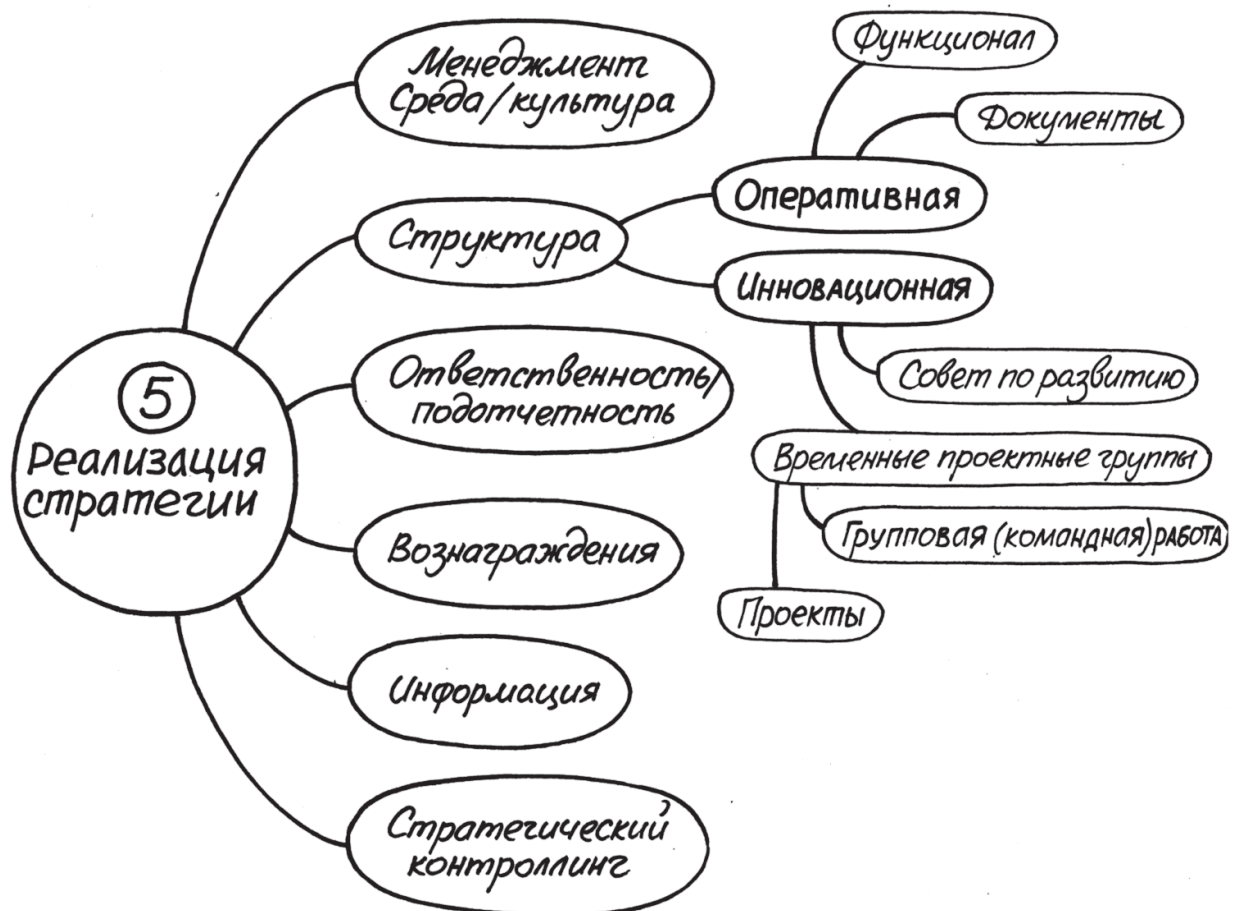 5
Реализация
стратегии
Менеджмент
Среда/культура
Структура
Оперативная
Функционал
Документы
Инновационная
Совет по развитию
Временные проектные группы
Групповая (командная) РАБОТА
Проекты
Ответственность/
подотчетность
Вознаграждения
Информация
Стратегический
контроллинг